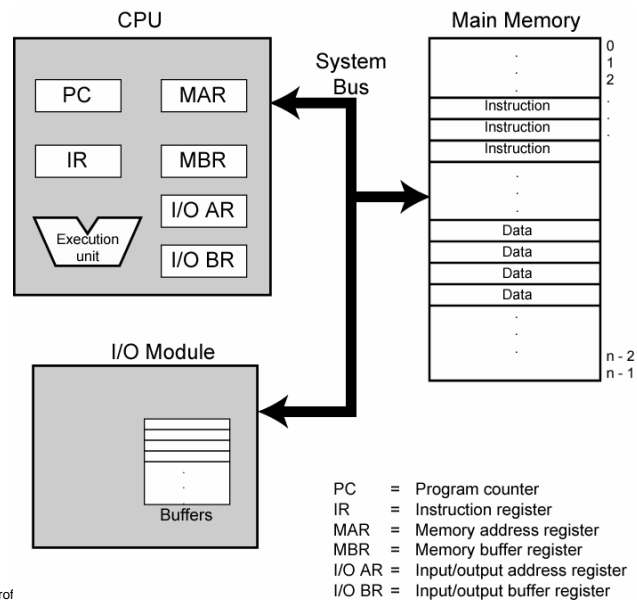 CPU
Main Memory
System
Bus
PC
MAR
IR
MBR
I/O AR
I/O BR
Execution
unit
0
1
2
.
.
.
.
.
.
Instruction
Instruction
Instruction
.
.
.
Data
Data
Data
Data
.
.
.
n - 2
n - 1
I/O Module
.
.
.
Buffers
PC = Program counter
IR = Instruction register
MAR = Memory address register
MBR = Memory buffer register
I/O AR = Input/output address register
I/O BR = Input/output buffer register
rof